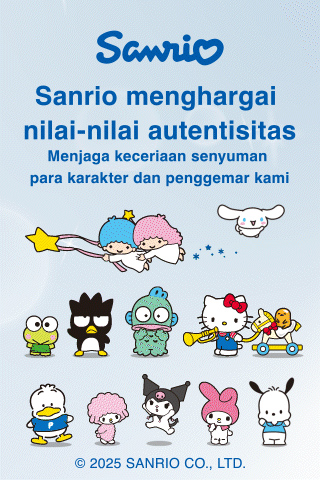 Sanrio
Sanrio menghargai
nilai-nilai autentisitas
Menjaga keceriaan senyuman
para karakter dan penggemar kami
© 2025 SANRIO CO., LTD.